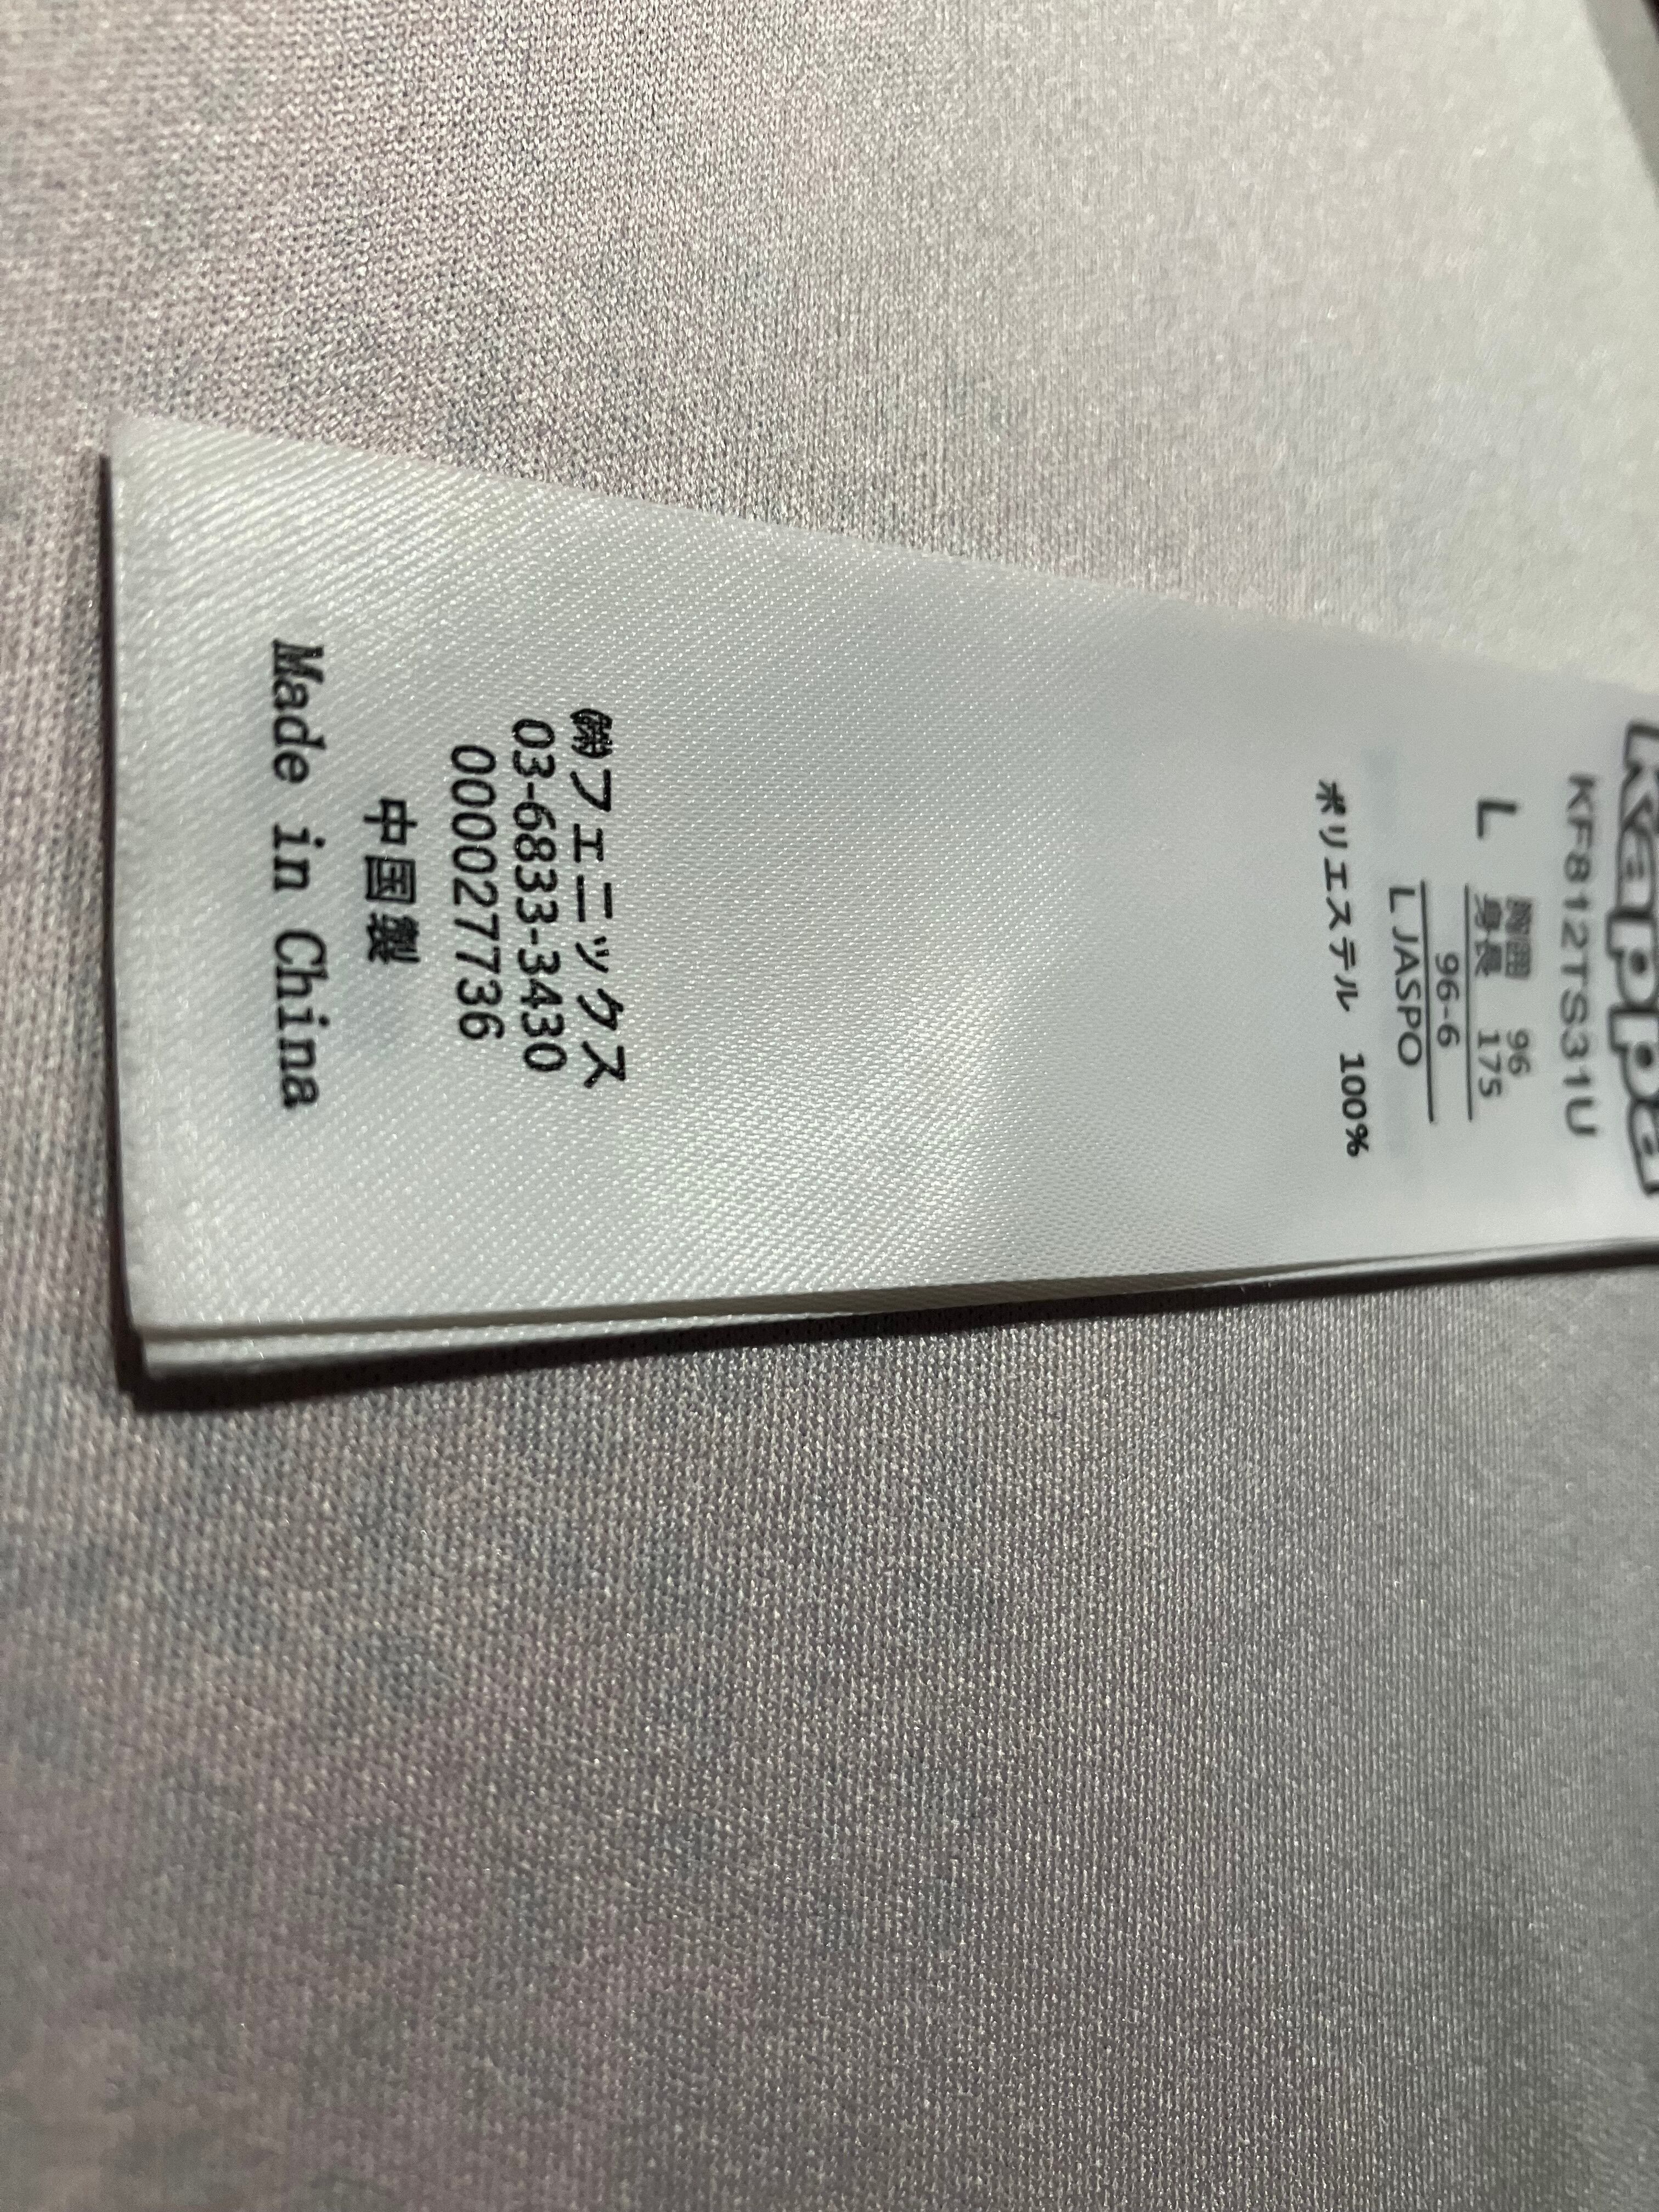 Kappa
KF812TS31U
L 胸囲 96
身長 175
96-6
L JASPO
ポリエステル 100%
㈱フェニックス
03-6833-3430
0000277736
中国製
Made in China